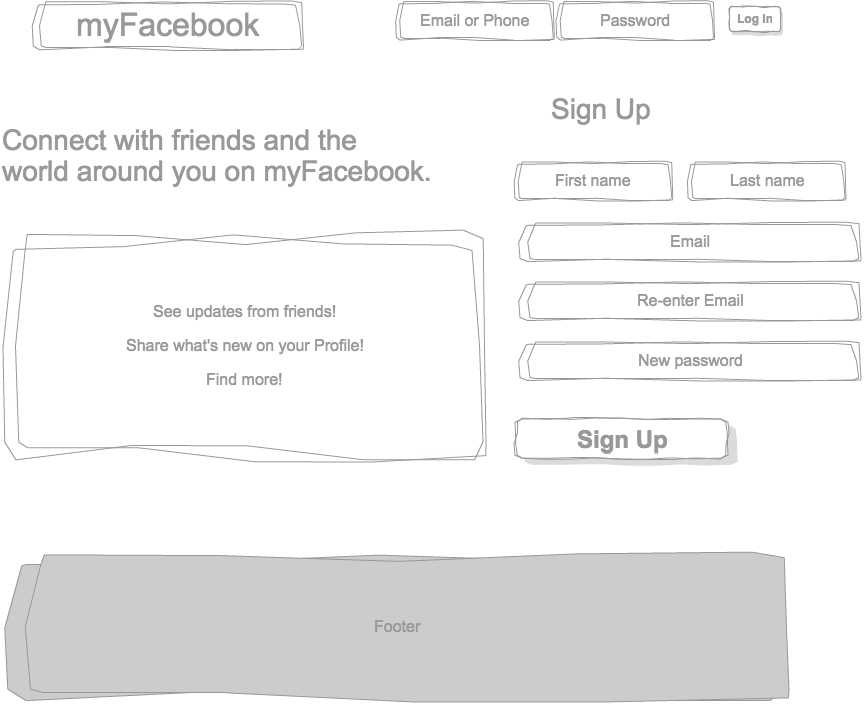 myFacebook
Email or Phone
Password
Log In
Sign Up
Connect with friends and the
world around you on myFacebook.
First name
Last name
Email
Re-enter Email
New password
See updates from friends!
Share what's new on your Profile!
Find more!
Sign Up
Footer